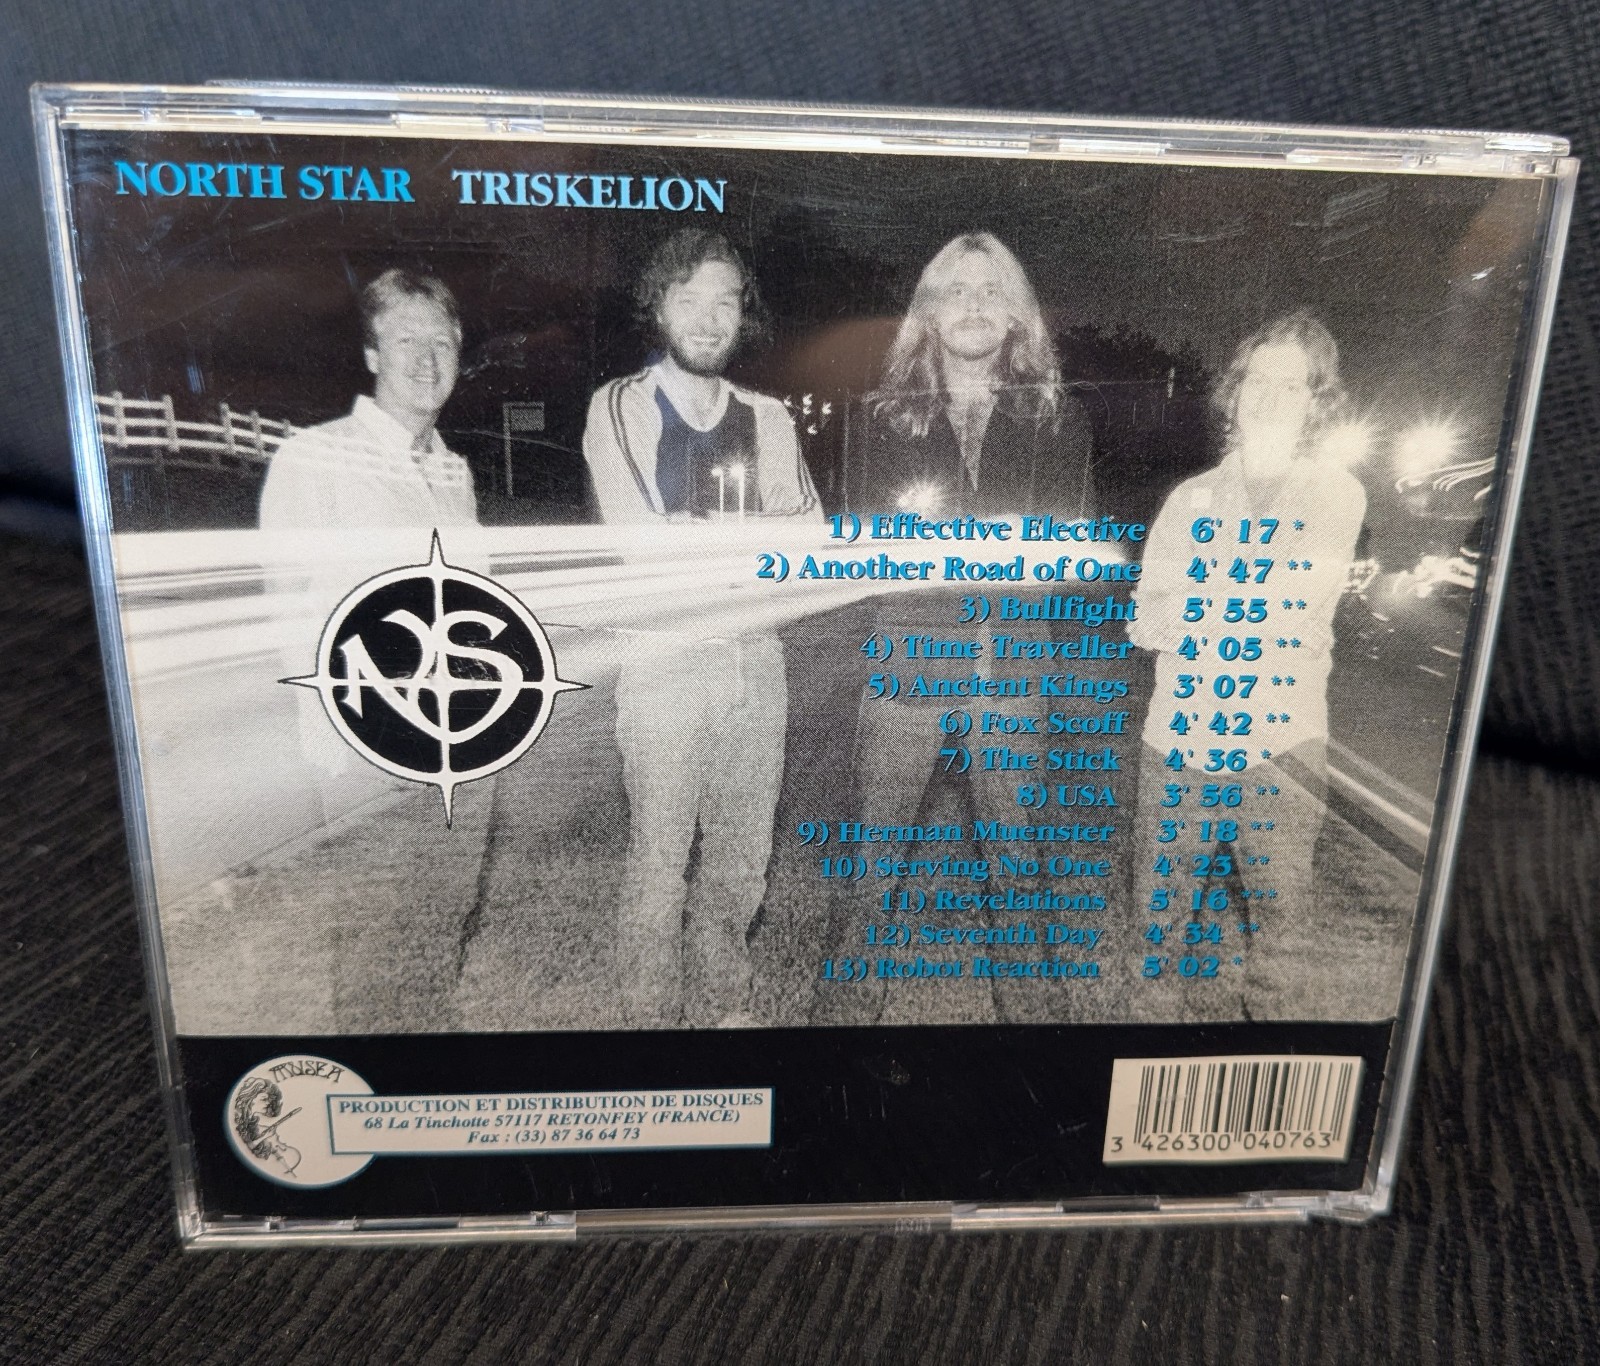 NORTH STAR TRISKELION
1) Effective Elective 6' 17 *
2) Another Road of One 4' 47 **
3) Bullfight 5' 55 **
4) Time Traveller 4' 05 **
5) Ancient Kings 3' 07 **
6) Fox Scoff 4' 42 **
7) The Stick 4' 36 *
8) USA 3' 56 **
9) Herman Muenster 3' 18 **
10) Serving No One 4' 23 **
11) Revelations 5' 16 ***
12) Seventh Day 4' 34 **
13) Robot Reaction 5' 02 *
NS
MUSEA
PRODUCTION ET DISTRIBUTION DE DISQUES
68 La Tinchotte 57117 RETONFEY (FRANCE)
Fax : (33) 87 36 64 73
3 426300 040763